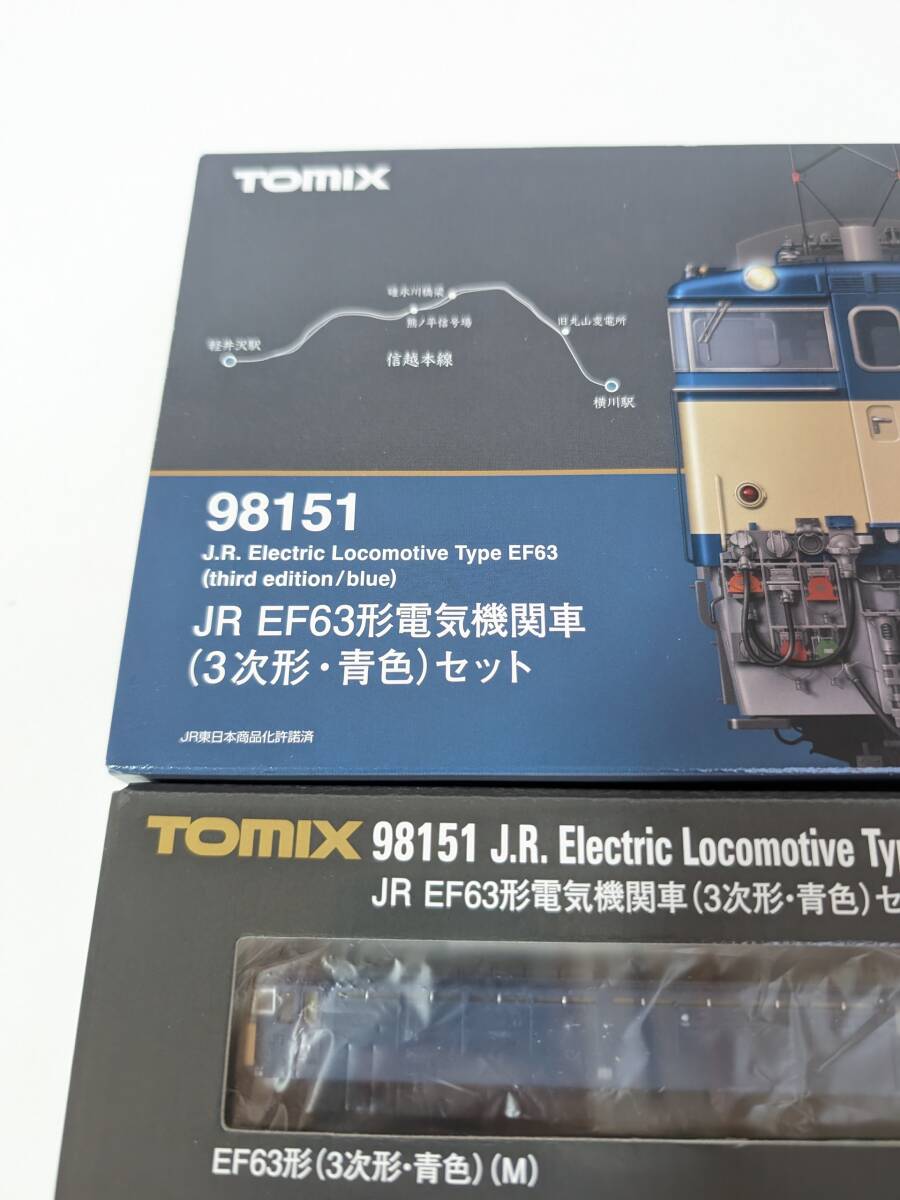 TOMIX
碓氷川橋梁
熊ノ平信号場
旧丸山変電所
軽井沢駅
信越本線
横川駅
98151
J.R. Electric Locomotive Type EF63
(third edition/blue)
JR EF63形電気機関車
(3次形・青色)セット
JR東日本商品化許諾済
TOMIX 98151 J.R. Electric Locomotive Ty
JR EF63形電気機関車(3次形・青色)セ
EF63形(3次形・青色)(M)